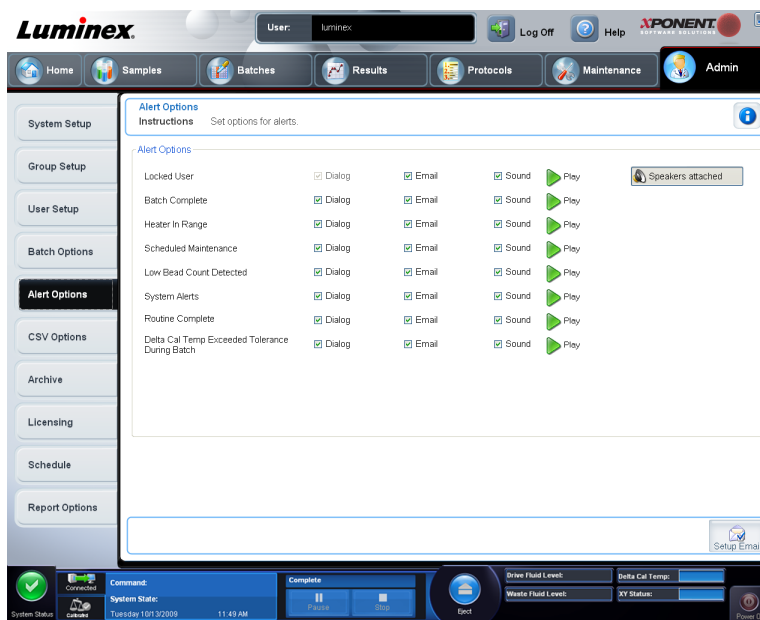 Luminex.
User: luminex
Log Off
Help
XPONENT.
SOFTWARE SOLUTIONS
Home
Samples
Batches
Results
Protocols
Maintenance
Admin
System Setup
Group Setup
User Setup
Batch Options
Alert Options
CSV Options
Archive
Licensing
Schedule
Report Options
Alert Options
Instructions Set options for alerts.
Alert Options
Locked User Dialog Email Sound Play Speakers attached
Batch Complete Dialog Email Sound Play
Heater In Range Dialog Email Sound Play
Scheduled Maintenance Dialog Email Sound Play
Low Bead Count Detected Dialog Email Sound Play
System Alerts Dialog Email Sound Play
Routine Complete Dialog Email Sound Play
Delta Cal Temp Exceeded Tolerance
During Batch Dialog Email Sound Play
Setup Emai
System Status
Connected
Calibrated
Command:
System State:
Tuesday 10/13/2009 11:49 AM
Complete
Pause
Stop
Eject
Drive Fluid Level:
Waste Fluid Level:
Delta Cal Temp:
XY Status:
Power O